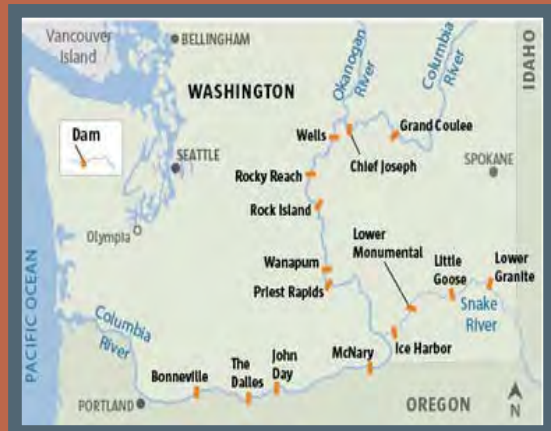 Vancouver
Island
BELLINGHAM
WASHINGTON
Okanogan
River
Columbia
River
IDAHO
Dam
SEATTLE
Wells
Grand Coulee
Chief Joseph
SPOKANE
Rocky Reach
Rock Island
Olympia
Lower
Monumental
Little
Goose
Lower
Granite
Wanapum
Priest Rapids
Snake
River
PACIFIC OCEAN
Columbia
River
Ice Harbor
McNary
John
Day
The
Dalles
Bonneville
PORTLAND
OREGON
N